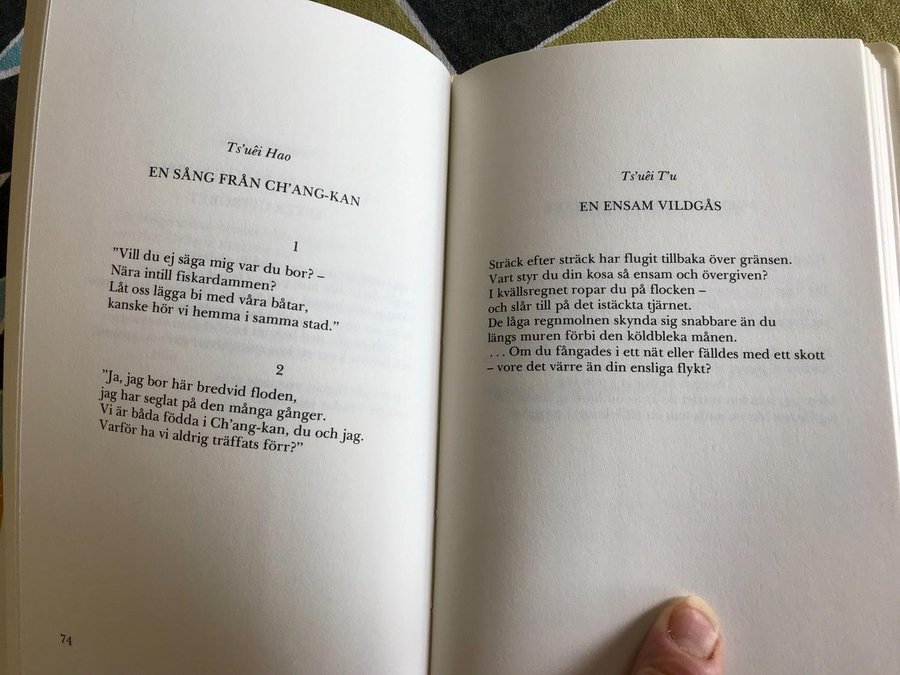 Ts'uêi Hao
EN SÅNG FRÅN CH'ANG-KAN
1
”Vill du ej säga mig var du bor? –
Nära intill fiskardammen?
Låt oss lägga bi med våra båtar,
kanske hör vi hemma i samma stad.”
2
”Ja, jag bor här bredvid floden,
jag har seglat på den många gånger.
Vi är båda födda i Ch'ang-kan, du och jag.
Varför ha vi aldrig träffats förr?”
74
Ts'uêi T'u
EN ENSAM VILDGÅS
Sträck efter sträck har flugit tillbaka över gränsen.
Vart styr du din kosa så ensam och övergiven?
I kvällsregnet ropar du på flocken –
och slår till på det istäckta tjärnet.
De låga regnmolnen skynda sig snabbare än du
längs muren förbi den köldbleka månen.
... Om du fångades i ett nät eller fälldes med ett skott
– vore det värre än din ensliga flykt?